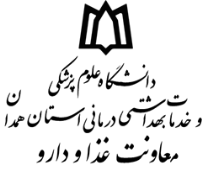 دانشگاه علوم پزشکی
و خدمات بهداشتی درمانی استان همدان
معاونت غذا و دارو